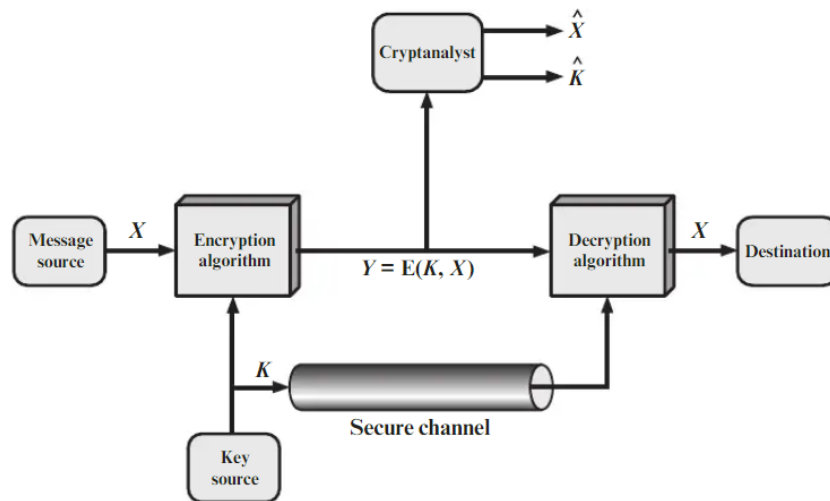 Cryptanalyst
X̂
K̂
Message
source
X
Encryption
algorithm
Y = E(K, X)
Decryption
algorithm
X
Destination
K
Secure channel
Key
source